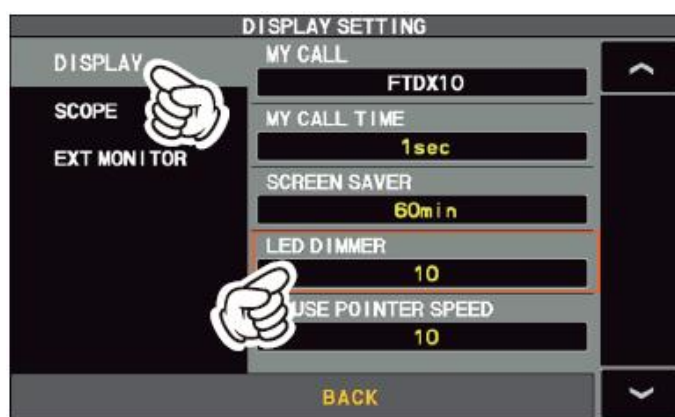 DISPLAY SETTING
DISPLAY
SCOPE
EXT MONITOR
MY CALL
FTDX10
MY CALL TIME
1sec
SCREEN SAVER
60min
LED DIMMER
10
USE POINTER SPEED
10
BACK